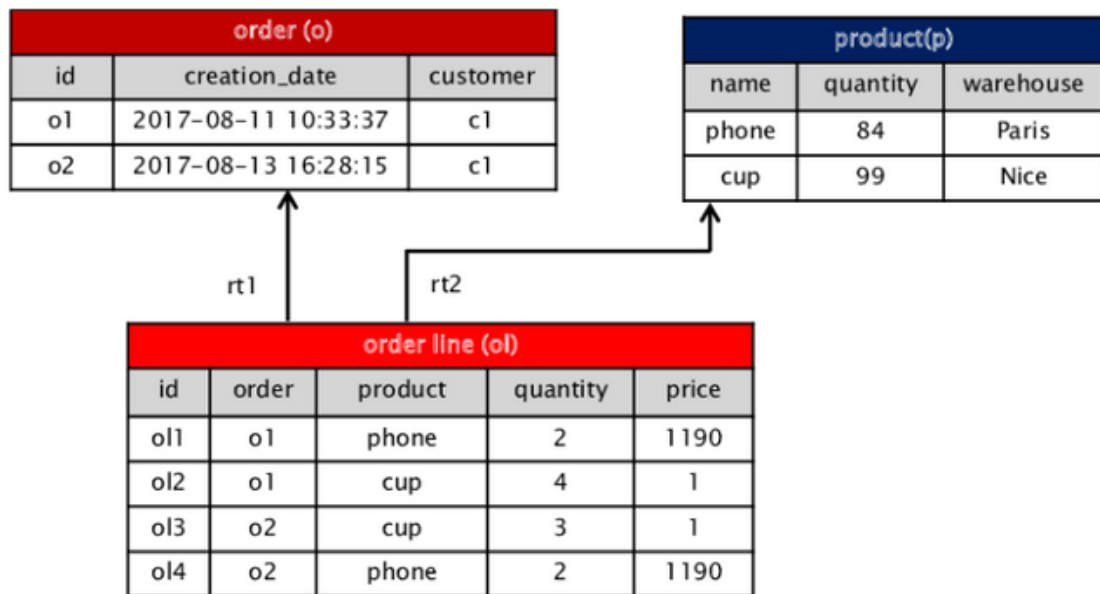 order (o)
id creation_date customer
o1 2017-08-11 10:33:37 c1
o2 2017-08-13 16:28:15 c1
product(p)
name quantity warehouse
phone 84 Paris
cup 99 Nice
rt1
rt2
order line (ol)
id order product quantity price
ol1 o1 phone 2 1190
ol2 o1 cup 4 1
ol3 o2 cup 3 1
ol4 o2 phone 2 1190